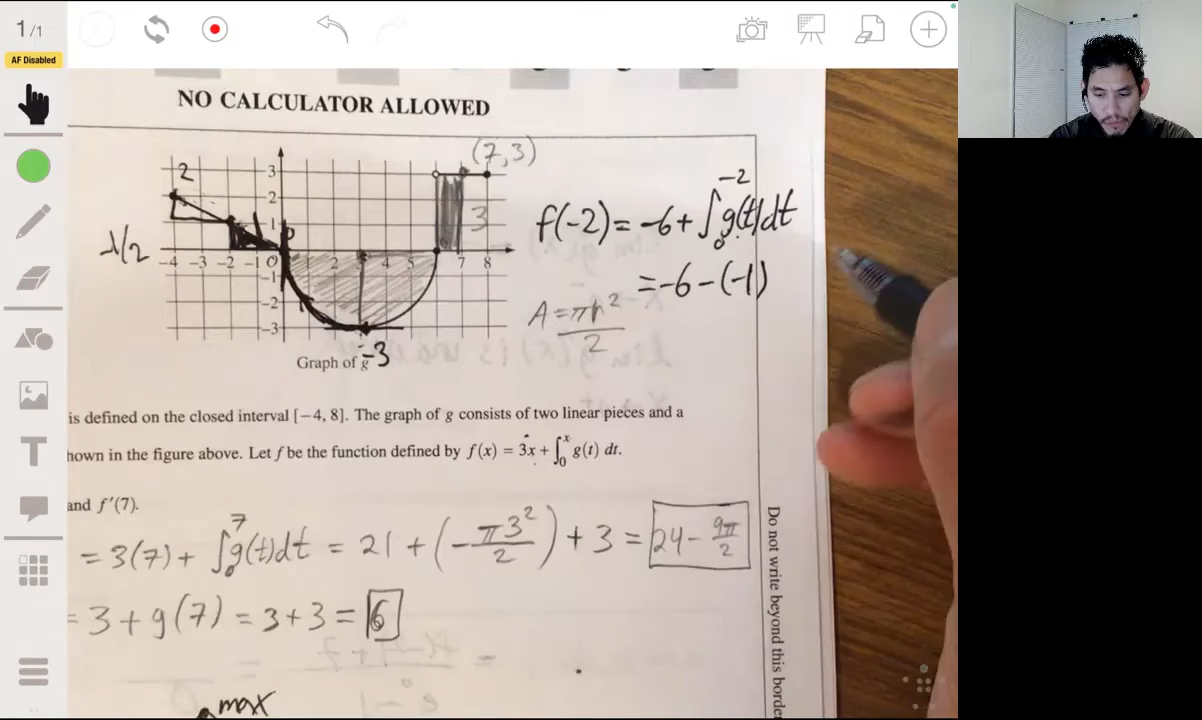 1/1
AF Disabled
T
NO CALCULATOR ALLOWED
(7,3)
2
3
2
1
3
λ/2
-4 -3 -2 -1 O 2 4 5 7 8
-1
-2
-3
Graph of g
-3
f(-2) = -6 + ∫₀⁻² g(t)dt
= -6 - (-1)
A = πr²/2
is defined on the closed interval [−4, 8]. The graph of g consists of two linear pieces and a
hown in the figure above. Let f be the function defined by f(x) = 3x + ∫₀ˣ g(t) dt.
and f′(7).
= 3(7) + ∫₀⁷ g(t)dt = 21 + (-π3²/2) + 3 = 24 - 9π/2
= 3 + g(7) = 3 + 3 = 6
max
Do not write beyond this border